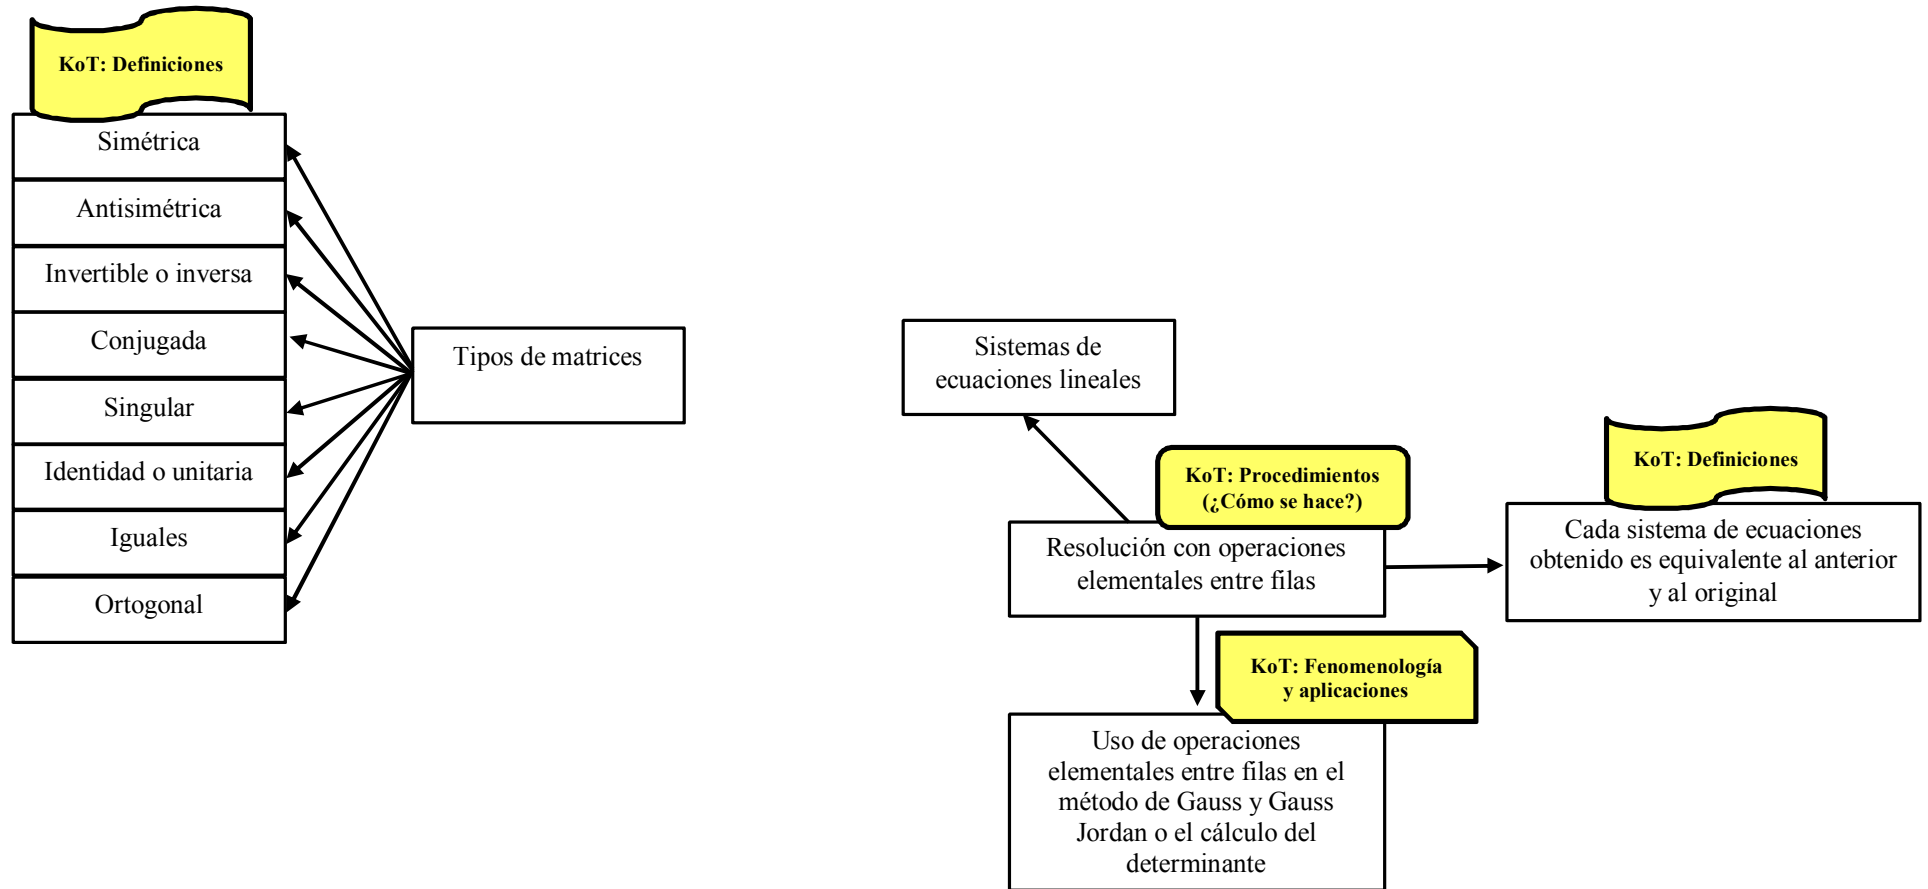 KoT: Definiciones
Simétrica
Antisimétrica
Invertible o inversa
Conjugada
Singular
Identidad o unitaria
Iguales
Ortogonal
Tipos de matrices
Sistemas de
ecuaciones lineales
KoT: Procedimientos
(¿Cómo se hace?)
Resolución con operaciones
elementales entre filas
KoT: Definiciones
Cada sistema de ecuaciones
obtenido es equivalente al anterior
y al original
KoT: Fenomenología
y aplicaciones
Uso de operaciones
elementales entre filas en el
método de Gauss y Gauss
Jordan o el cálculo del
determinante